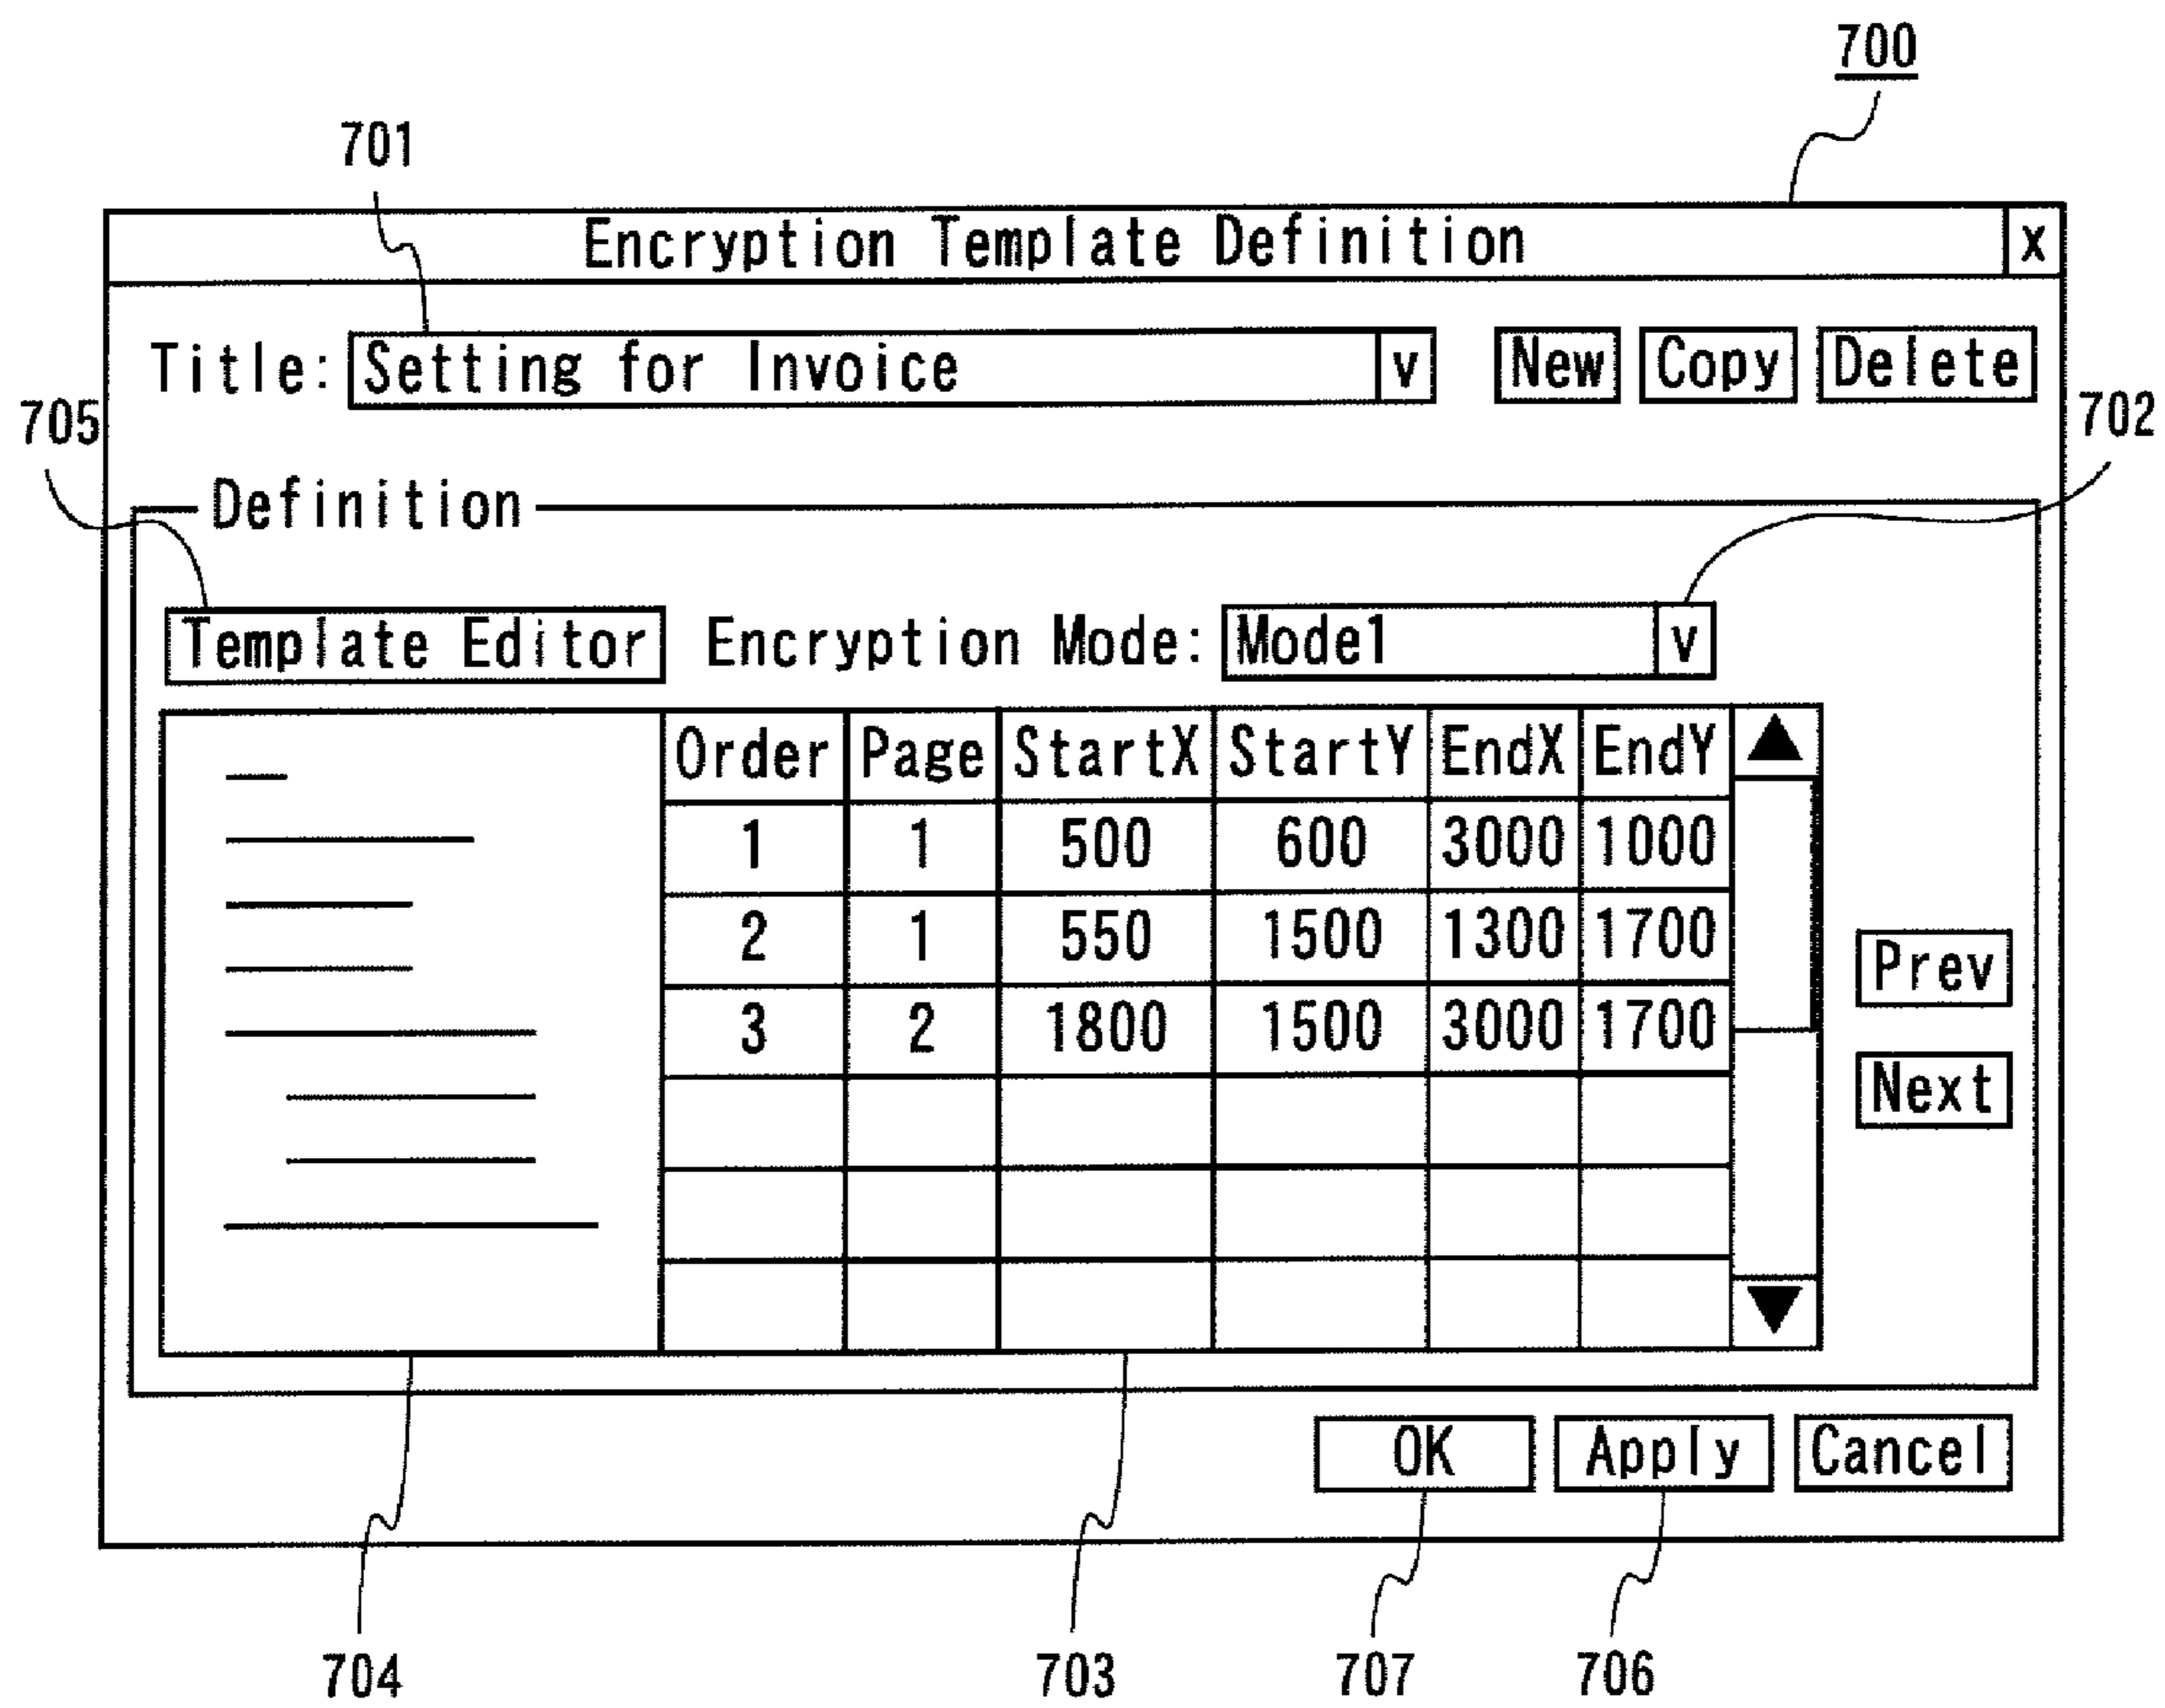 700
701
Encryption Template Definition x
Title: Setting for Invoice v New Copy Delete
705 702
Definition
Template Editor Encryption Mode: Mode1 v
Order Page StartX StartY EndX EndY
1 1 500 600 3000 1000
2 1 550 1500 1300 1700
3 2 1800 1500 3000 1700
Prev
Next
OK Apply Cancel
704 703 707 706